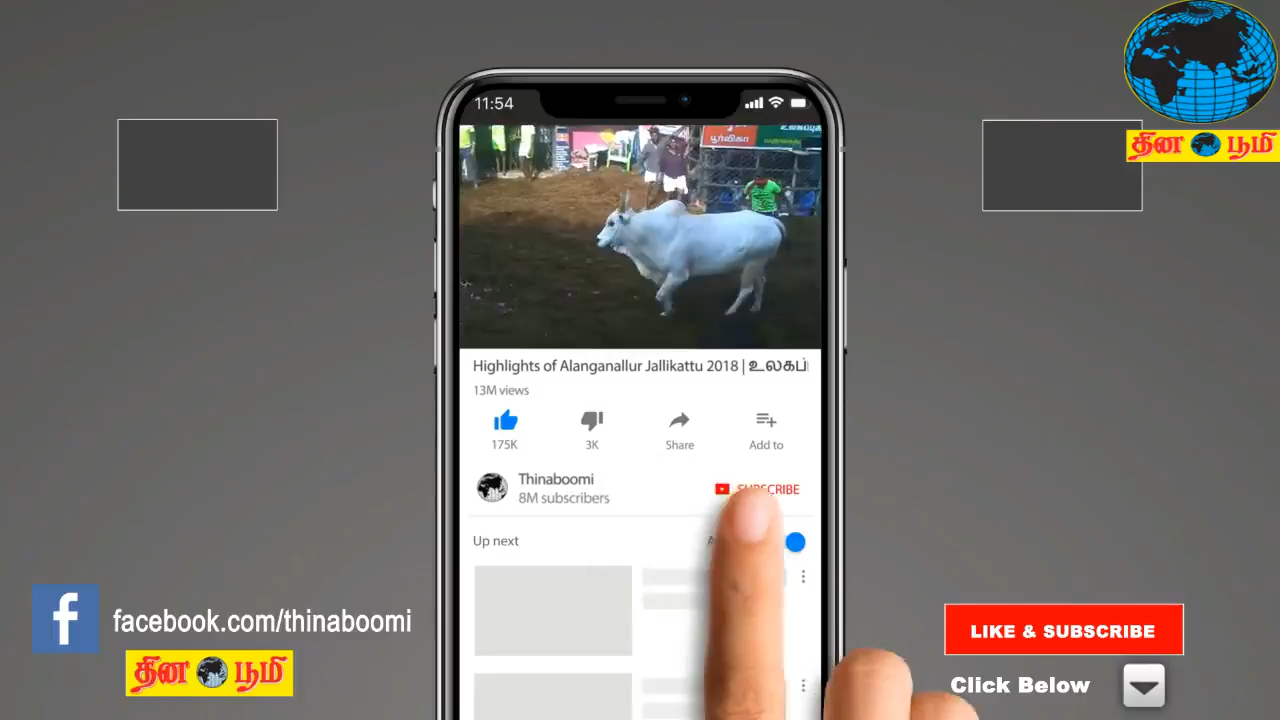 11:54
பூர்விகா
தின பூமி
Highlights of Alanganallur Jallikattu 2018 | உலகப்
13M views
175K
3K
Share
Add to
Thinaboomi
8M subscribers
SUBSCRIBE
Up next
facebook.com/thinaboomi
தின பூமி
LIKE & SUBSCRIBE
Click Below